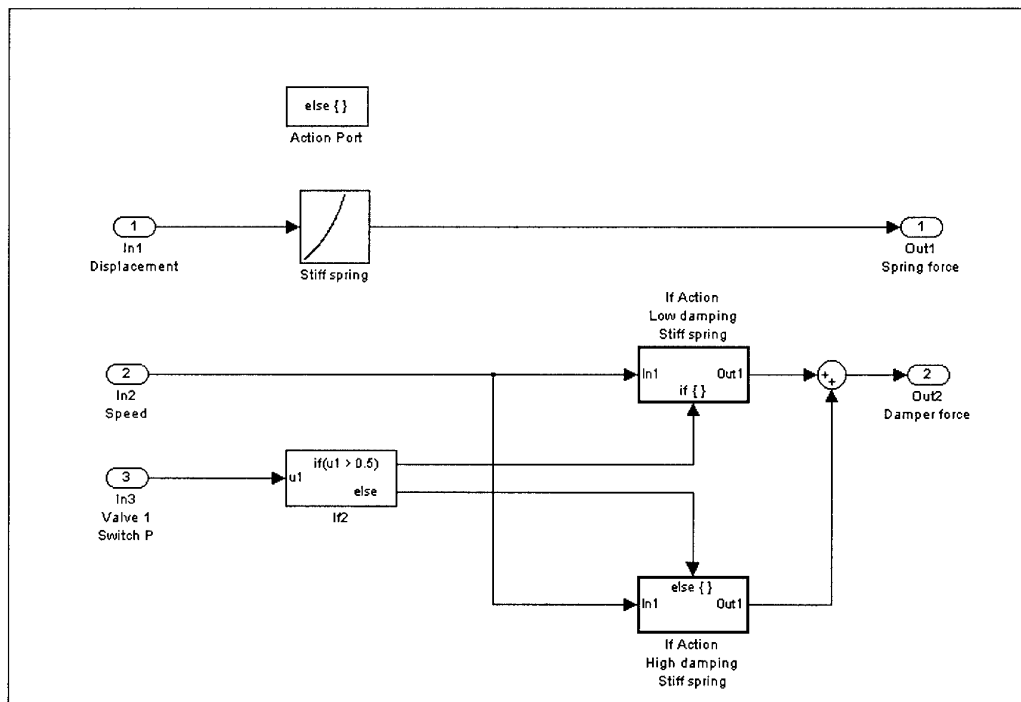 else { }
Action Port
1
In1
Displacement
Stiff spring
1
Out1
Spring force
If Action
Low damping
Stiff spring
2
In2
Speed
In1
Out1
if { }
+
+
2
Out2
Damper force
3
In3
Valve 1
Switch P
u1
if(u1 > 0.5)
else
If2
else { }
In1
Out1
If Action
High damping
Stiff spring